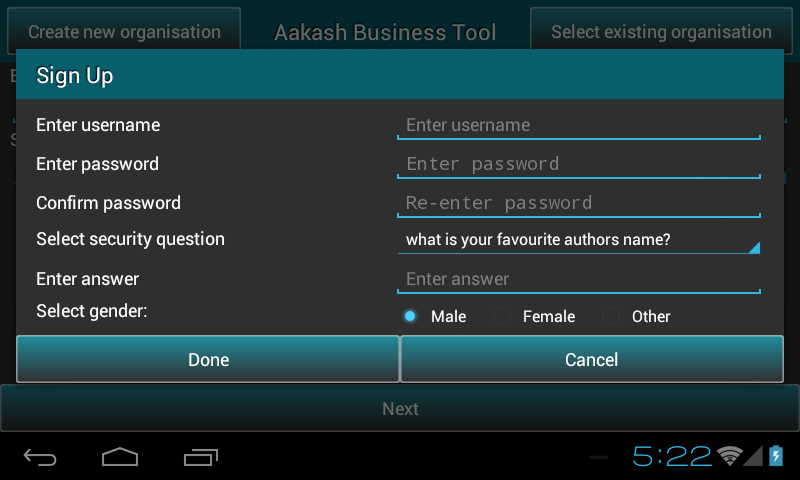 Create new organisation
Aakash Business Tool
Select existing organisation
Sign Up
Enter username
Enter username
Enter password
Enter password
Confirm password
Re-enter password
Select security question
what is your favourite authors name?
Enter answer
Enter answer
Select gender:
Male
Female
Other
Done
Cancel
Next
5:22